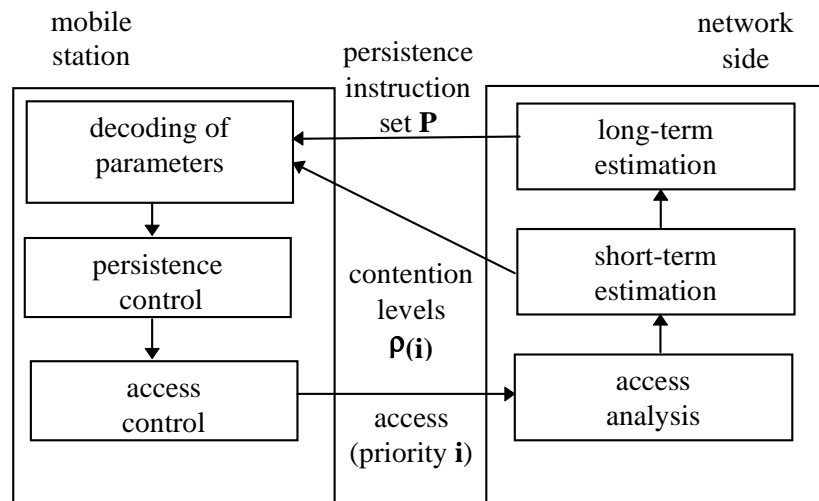 mobile
station
persistence
instruction
set P
network
side
decoding of
parameters
long-term
estimation
persistence
control
contention
levels
ρ(i)
short-term
estimation
access
control
access
(priority i)
access
analysis